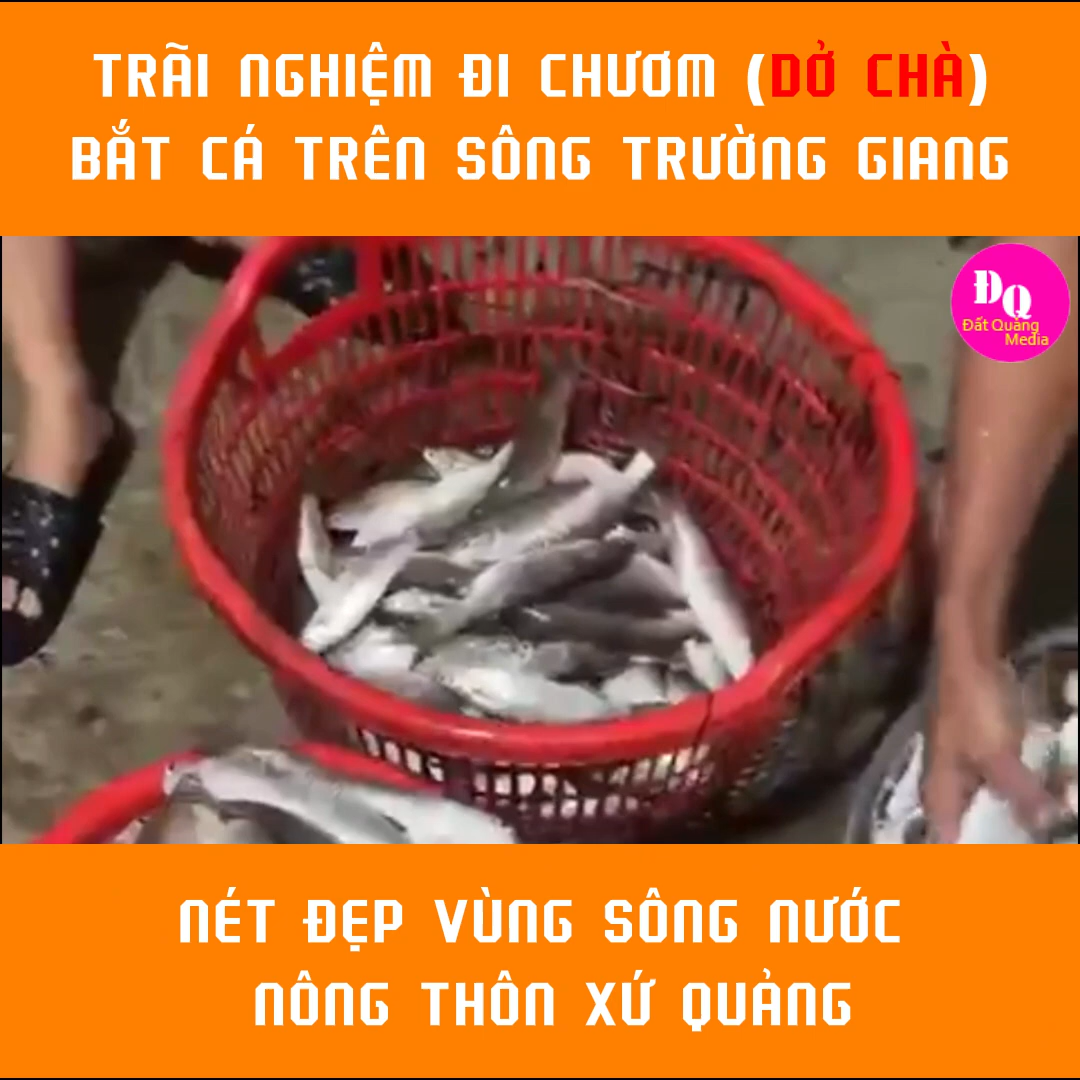 TRÃI NGHIỆM ĐI CHƯƠM (DỞ CHÀ)
BẮT CÁ TRÊN SÔNG TRƯỜNG GIANG
ĐQ
Đất Quảng
Media
NÉT ĐẸP VÙNG SÔNG NƯỚC
NÔNG THÔN XỨ QUẢNG